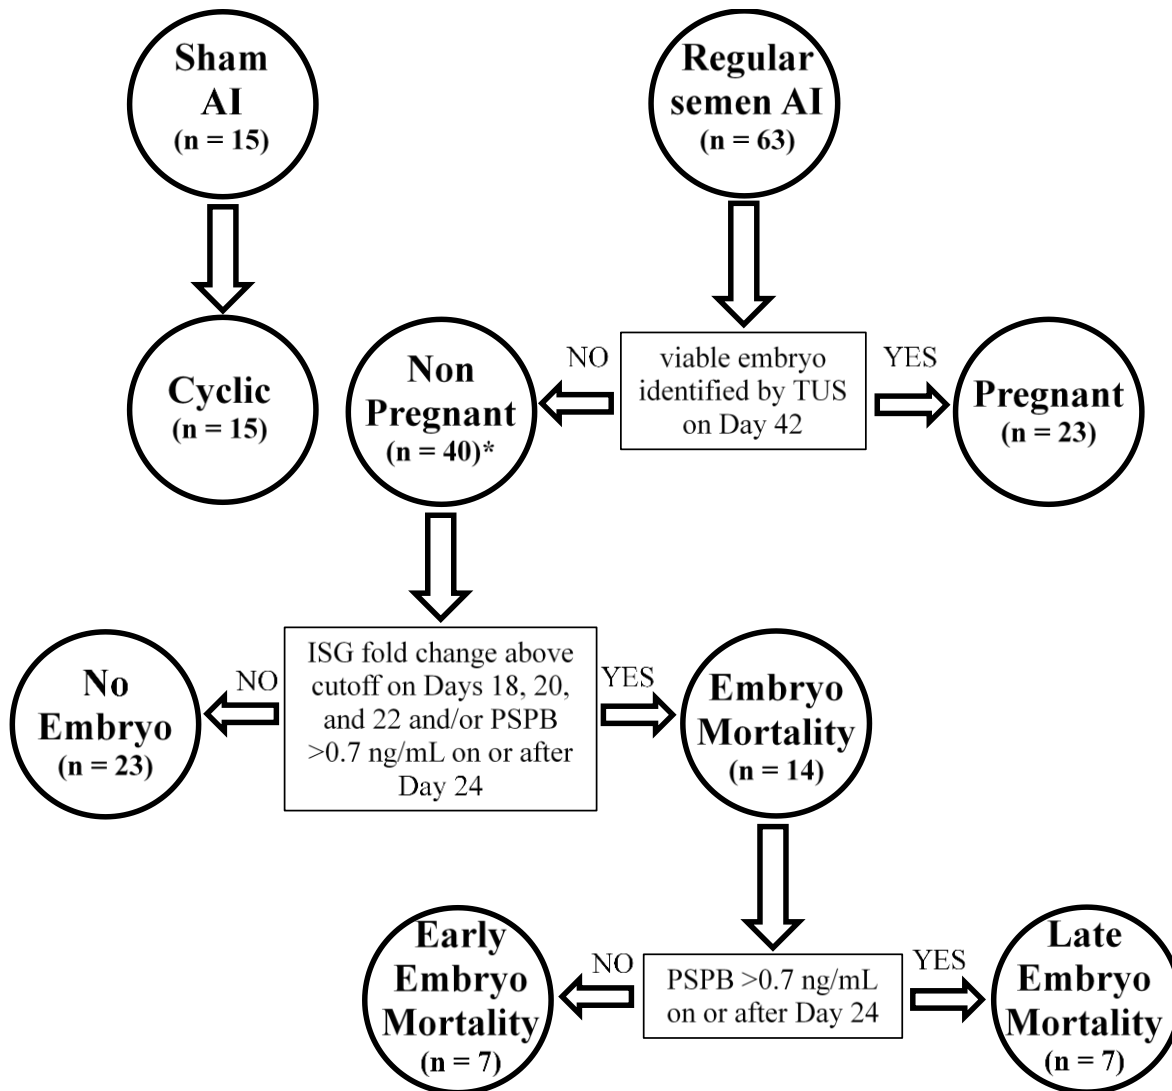 Sham
AI
(n = 15)
Regular
semen AI
(n = 63)
Cyclic
(n = 15)
Non
Pregnant
(n = 40)*
NO
viable embryo
identified by TUS
on Day 42
YES
Pregnant
(n = 23)
No
Embryo
(n = 23)
NO
ISG fold change above
cutoff on Days 18, 20,
and 22 and/or PSPB
>0.7 ng/mL on or after
Day 24
YES
Embryo
Mortality
(n = 14)
Early
Embryo
Mortality
(n = 7)
NO
PSPB >0.7 ng/mL
on or after Day 24
YES
Late
Embryo
Mortality
(n = 7)